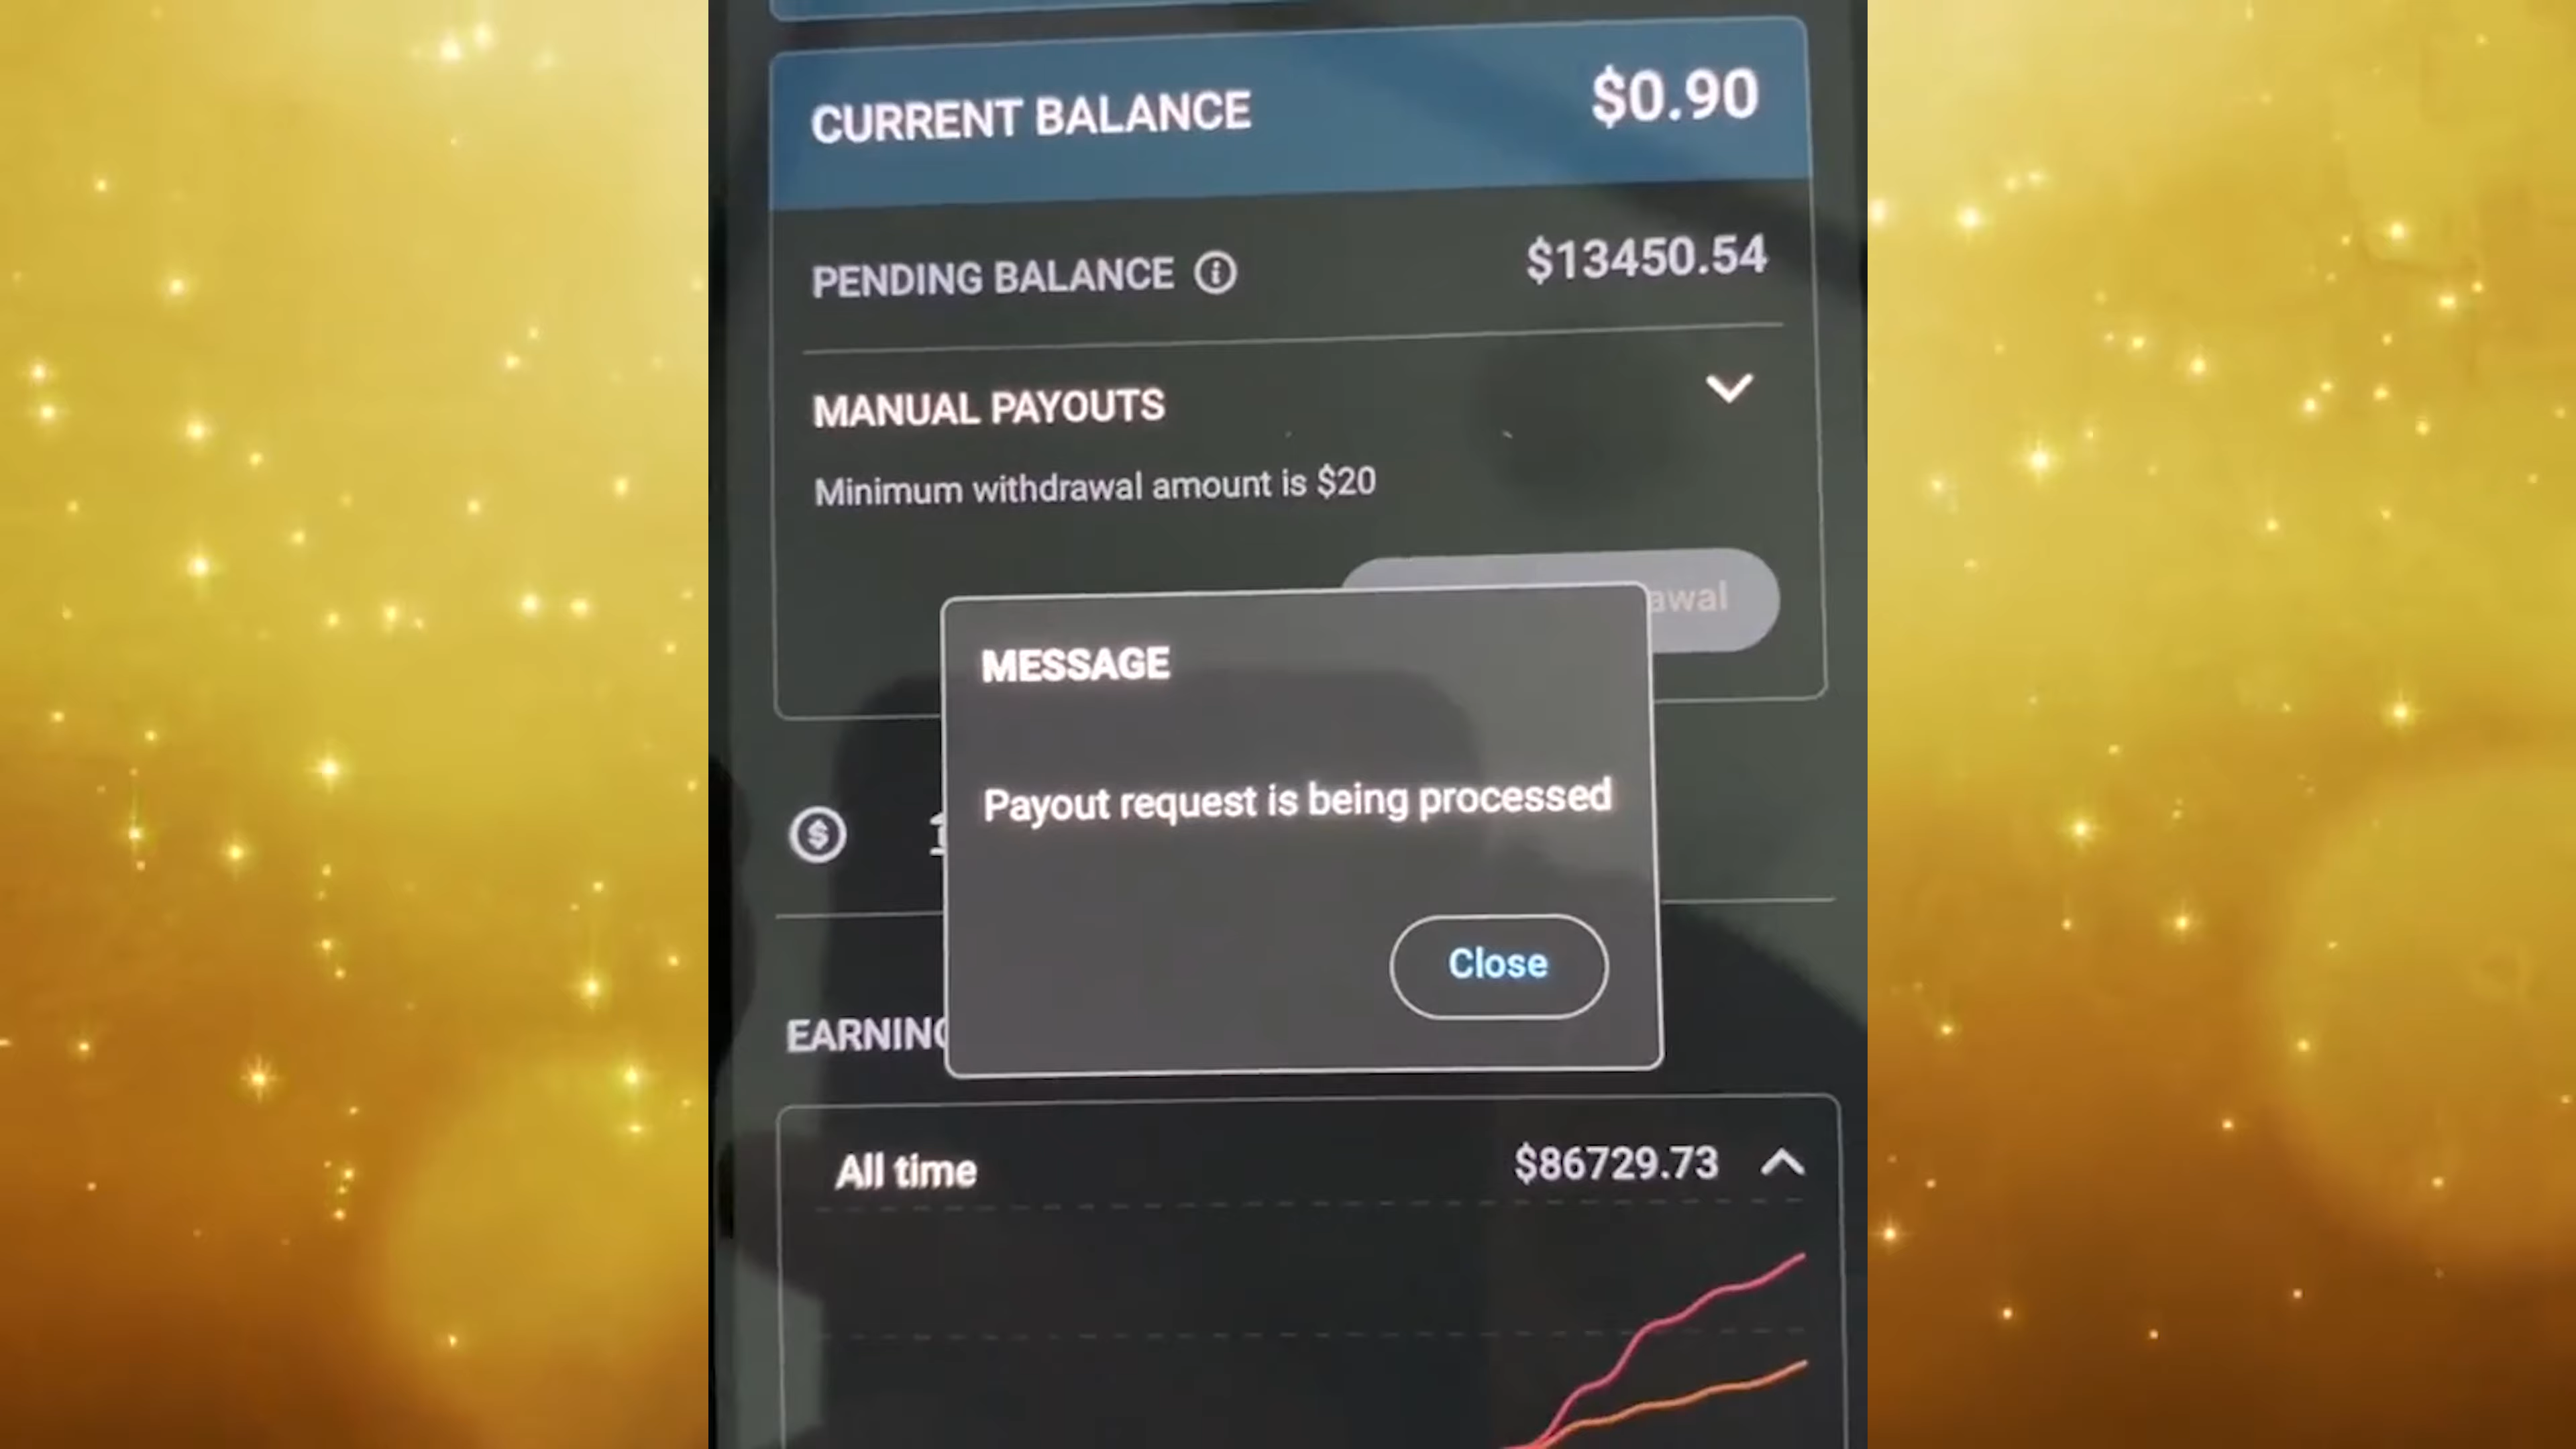 CURRENT BALANCE $0.90
PENDING BALANCE $13450.54
MANUAL PAYOUTS
Minimum withdrawal amount is $20
MESSAGE
Payout request is being processed
Close
All time $86729.73